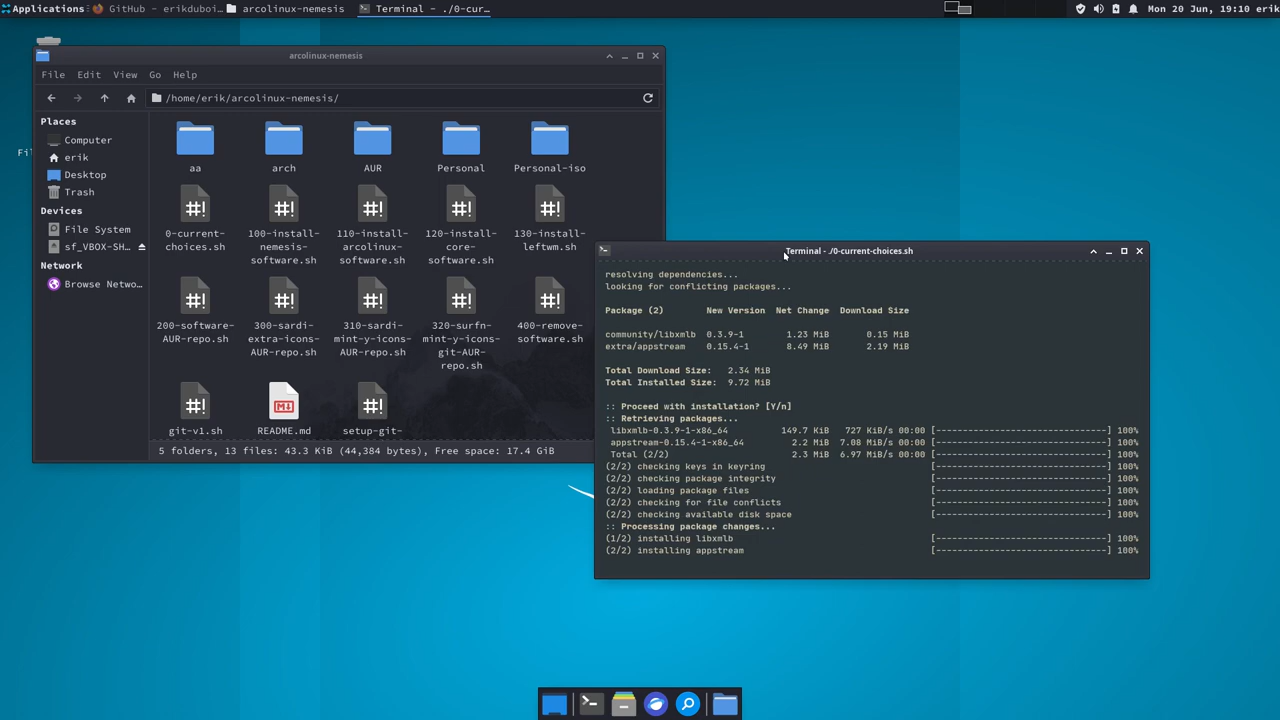 Applications
GitHub - erikduboi...
arcolinux-nemesis
Terminal - ./0-cur...
Mon 20 Jun, 19:10 erik
arcolinux-nemesis
File Edit View Go Help
/home/erik/arcolinux-nemesis/
Places
Computer
erik
Desktop
Trash
Devices
File System
sf_VBOX-SH...
Network
Browse Netwo...
aa
arch
AUR
Personal
Personal-iso
#!
#!
#!
#!
#!
0-current-
choices.sh
100-install-
nemesis-
software.sh
110-install-
arcolinux-
software.sh
120-install-
core-
software.sh
130-install-
leftwm.sh
#!
#!
#!
#!
#!
200-software-
AUR-repo.sh
300-sardi-
extra-icons-
AUR-repo.sh
310-sardi-
mint-y-icons-
AUR-repo.sh
320-surfn-
mint-y-icons-
git-AUR-
repo.sh
400-remove-
software.sh
#!
#!
git-v1.sh
README.md
setup-git-
5 folders, 13 files: 43.3 KiB (44,384 bytes), Free space: 17.4 GiB
Terminal - ./0-current-choices.sh
resolving dependencies...
looking for conflicting packages...
Package (2) New Version Net Change Download Size
community/libxmlb 0.3.9-1 1.23 MiB 0.15 MiB
extra/appstream 0.15.4-1 8.49 MiB 2.19 MiB
Total Download Size: 2.34 MiB
Total Installed Size: 9.72 MiB
:: Proceed with installation? [Y/n]
:: Retrieving packages...
libxmlb-0.3.9-1-x86_64 149.7 KiB 727 KiB/s 00:00 [----------------------------------] 100%
appstream-0.15.4-1-x86_64 2.2 MiB 7.08 MiB/s 00:00 [----------------------------------] 100%
Total (2/2) 2.3 MiB 6.97 MiB/s 00:00 [----------------------------------] 100%
(2/2) checking keys in keyring [----------------------------------] 100%
(2/2) checking package integrity [----------------------------------] 100%
(2/2) loading package files [----------------------------------] 100%
(2/2) checking for file conflicts [----------------------------------] 100%
(2/2) checking available disk space [----------------------------------] 100%
:: Processing package changes...
(1/2) installing libxmlb [----------------------------------] 100%
(2/2) installing appstream [----------------------------------] 100%